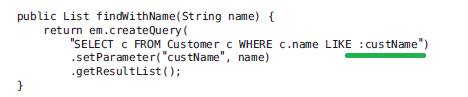 public List findWithName(String name) {
    return em.createQuery(
        "SELECT c FROM Customer c WHERE c.name LIKE :custName")
        .setParameter("custName", name)
        .getResultList();
}